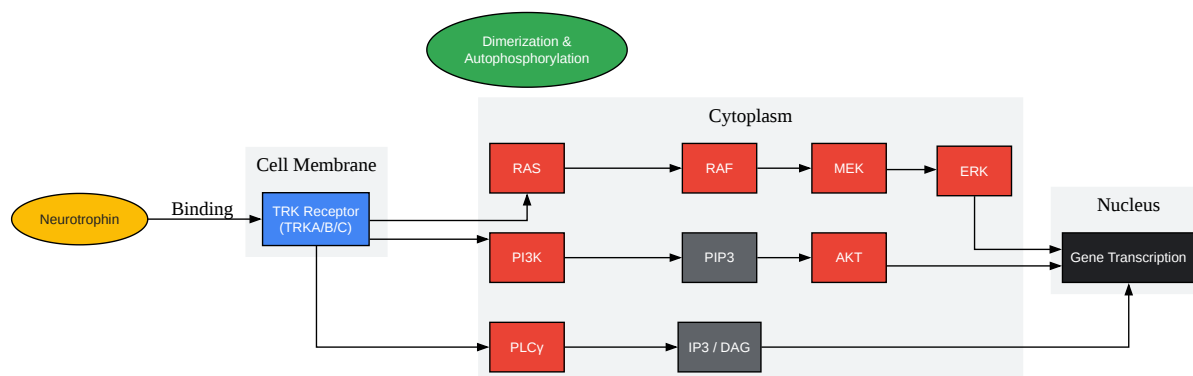 Dimerization &
Autophosphorylation
Cytoplasm
Cell Membrane
Nucleus
Neurotrophin
Binding
TRK Receptor
(TRKA/B/C)
RAS
RAF
MEK
ERK
PI3K
PIP3
AKT
Gene Transcription
PLCγ
IP3 / DAG